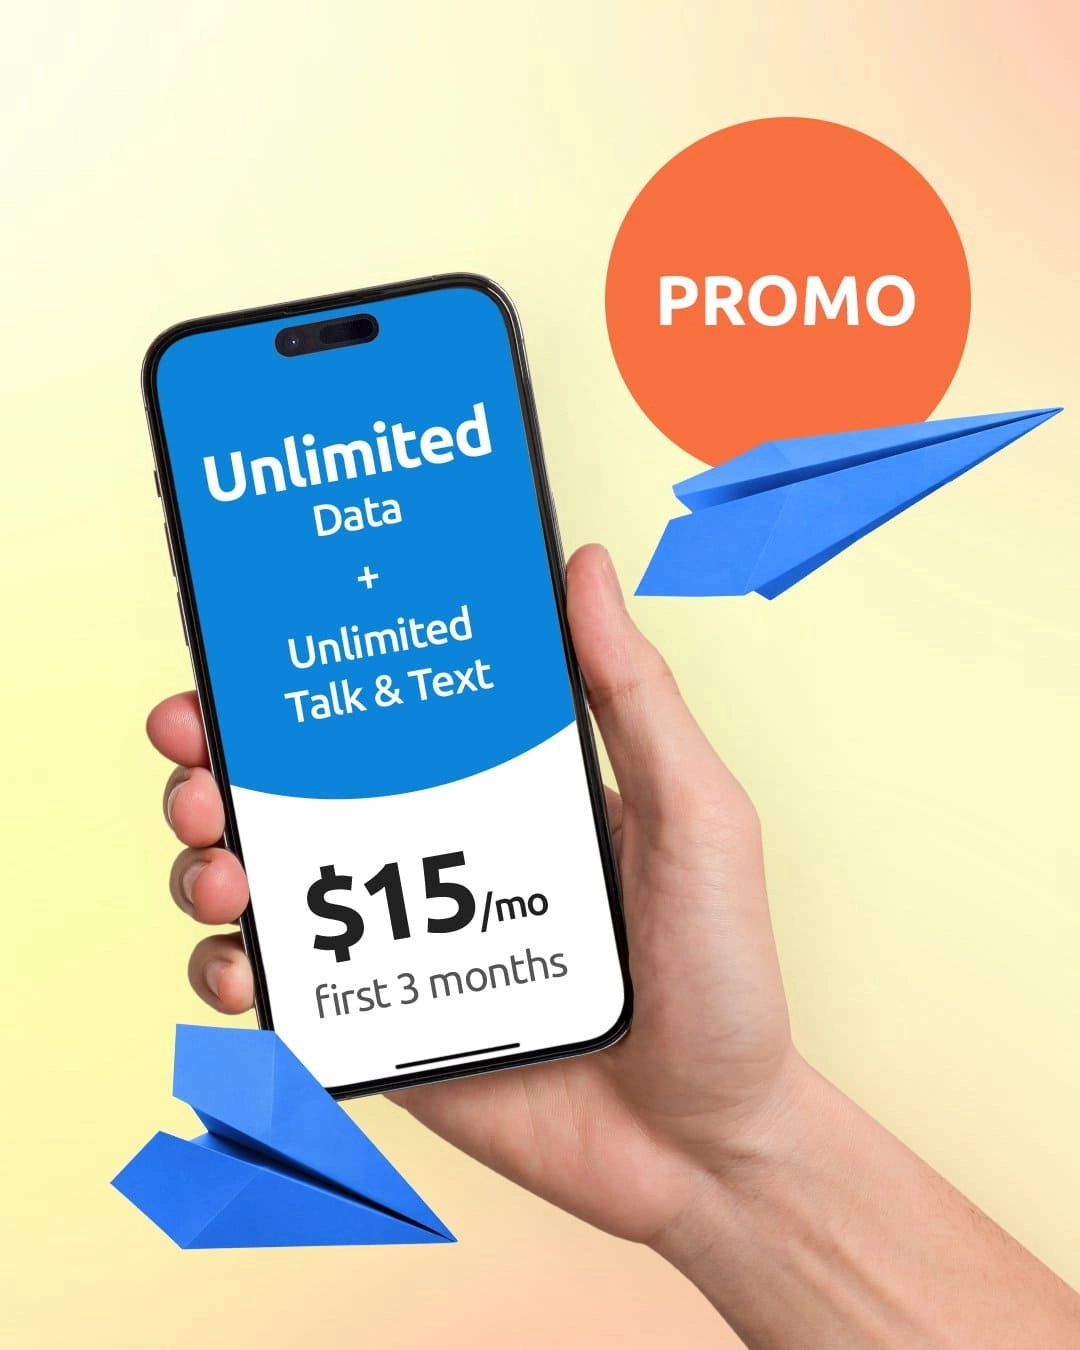 PROMO
Unlimited
Data
+
Unlimited
Talk & Text
$15/mo
first 3 months